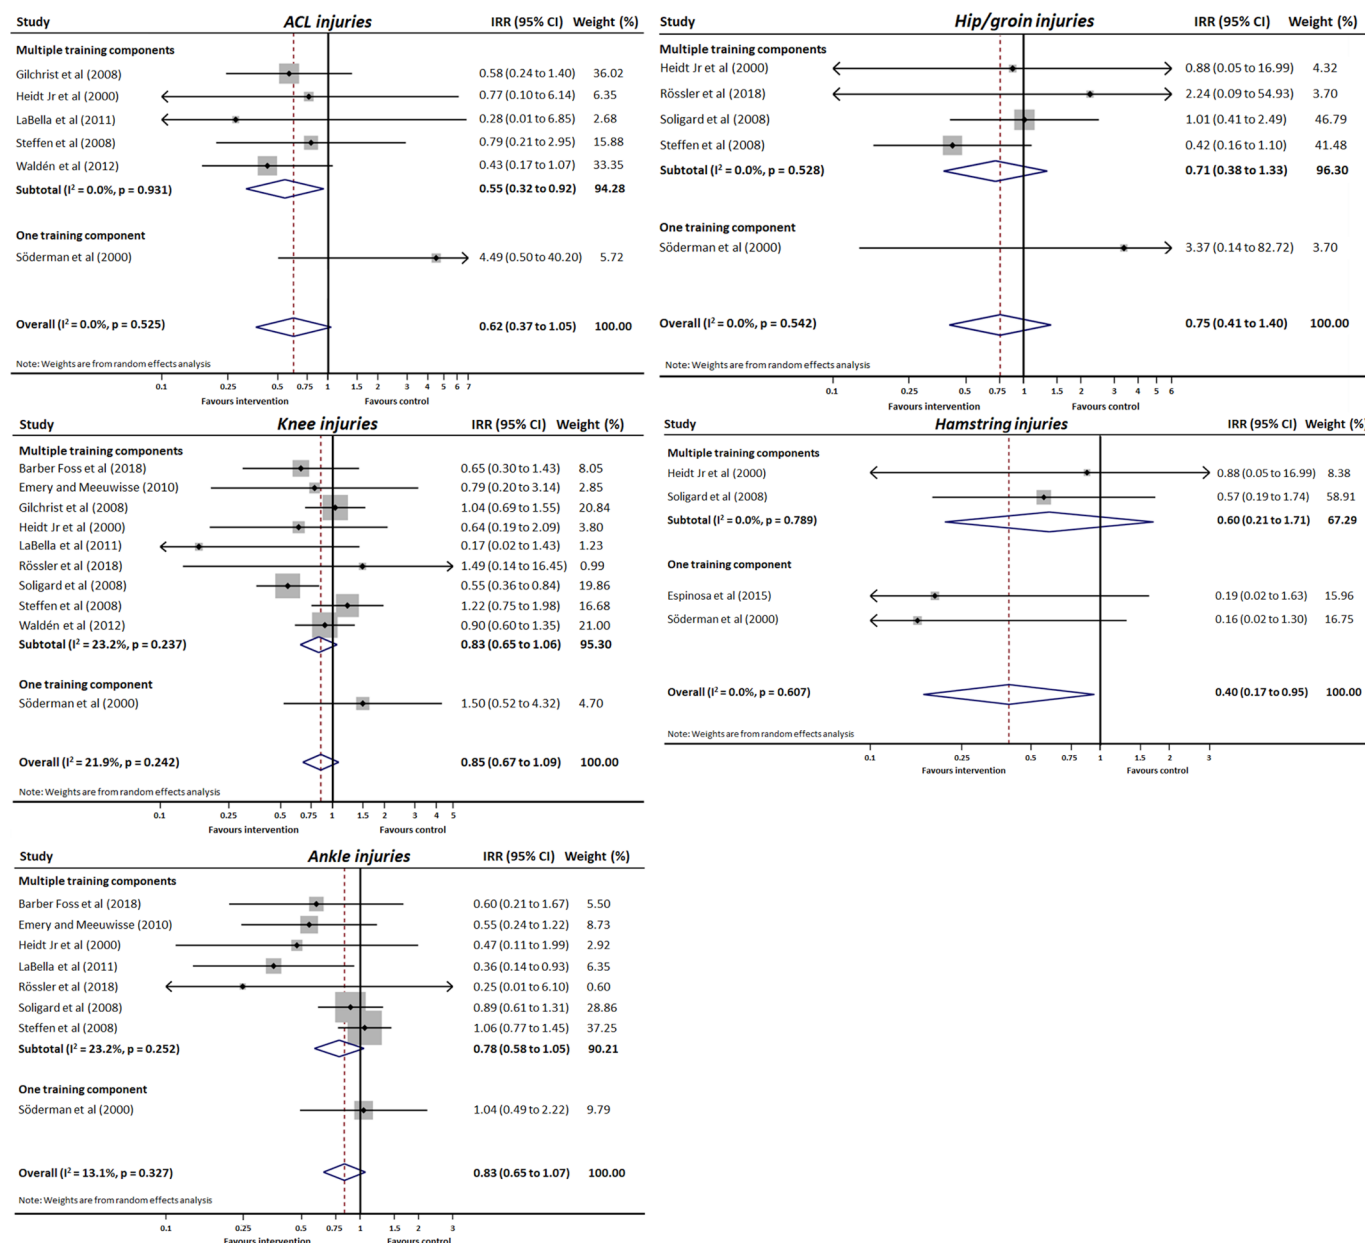 Study ACL injuries IRR (95% CI) Weight (%)
Multiple training components
Gilchrist et al (2008) 0.58 (0.24 to 1.40) 36.02
Heidt Jr et al (2000) 0.77 (0.10 to 6.14) 6.35
LaBella et al (2011) 0.28 (0.01 to 6.85) 2.68
Steffen et al (2008) 0.79 (0.21 to 2.95) 15.88
Waldén et al (2012) 0.43 (0.17 to 1.07) 33.35
Subtotal (I² = 0.0%, p = 0.931) 0.55 (0.32 to 0.92) 94.28
One training component
Söderman et al (2000) 4.49 (0.50 to 40.20) 5.72
Overall (I² = 0.0%, p = 0.525) 0.62 (0.37 to 1.05) 100.00
Note: Weights are from random effects analysis
0.1 0.25 0.5 0.75 1 1.5 2 3 4 5 6 7
Favours intervention Favours control
Study Hip/groin injuries IRR (95% CI) Weight (%)
Multiple training components
Heidt Jr et al (2000) 0.88 (0.05 to 16.99) 4.32
Rössler et al (2018) 2.24 (0.09 to 54.93) 3.70
Soligard et al (2008) 1.01 (0.41 to 2.49) 46.79
Steffen et al (2008) 0.42 (0.16 to 1.10) 41.48
Subtotal (I² = 0.0%, p = 0.528) 0.71 (0.38 to 1.33) 96.30
One training component
Söderman et al (2000) 3.37 (0.14 to 82.72) 3.70
Overall (I² = 0.0%, p = 0.542) 0.75 (0.41 to 1.40) 100.00
Note: Weights are from random effects analysis
0.1 0.25 0.5 0.75 1 1.5 2 3 4 5 6
Favours intervention Favours control
Study Knee injuries IRR (95% CI) Weight (%)
Multiple training components
Barber Foss et al (2018) 0.65 (0.30 to 1.43) 8.05
Emery and Meeuwisse (2010) 0.79 (0.20 to 3.14) 2.85
Gilchrist et al (2008) 1.04 (0.69 to 1.55) 20.84
Heidt Jr et al (2000) 0.64 (0.19 to 2.09) 3.80
LaBella et al (2011) 0.17 (0.02 to 1.43) 1.23
Rössler et al (2018) 1.49 (0.14 to 16.45) 0.99
Soligard et al (2008) 0.55 (0.36 to 0.84) 19.86
Steffen et al (2008) 1.22 (0.75 to 1.98) 16.68
Waldén et al (2012) 0.90 (0.60 to 1.35) 21.00
Subtotal (I² = 23.2%, p = 0.237) 0.83 (0.65 to 1.06) 95.30
One training component
Söderman et al (2000) 1.50 (0.52 to 4.32) 4.70
Overall (I² = 21.9%, p = 0.242) 0.85 (0.67 to 1.09) 100.00
Note: Weights are from random effects analysis
0.1 0.25 0.5 0.75 1 1.5 2 3 4 5
Favours intervention Favours control
Study Hamstring injuries IRR (95% CI) Weight (%)
Multiple training components
Heidt Jr et al (2000) 0.88 (0.05 to 16.99) 8.38
Soligard et al (2008) 0.57 (0.19 to 1.74) 58.91
Subtotal (I² = 0.0%, p = 0.789) 0.60 (0.21 to 1.71) 67.29
One training component
Espinosa et al (2015) 0.19 (0.02 to 1.63) 15.96
Söderman et al (2000) 0.16 (0.02 to 1.30) 16.75
Overall (I² = 0.0%, p = 0.607) 0.40 (0.17 to 0.95) 100.00
Note: Weights are from random effects analysis
0.1 0.25 0.5 0.75 1 1.5 2 3
Favours intervention Favours control
Study Ankle injuries IRR (95% CI) Weight (%)
Multiple training components
Barber Foss et al (2018) 0.60 (0.21 to 1.67) 5.50
Emery and Meeuwisse (2010) 0.55 (0.24 to 1.22) 8.73
Heidt Jr et al (2000) 0.47 (0.11 to 1.99) 2.92
LaBella et al (2011) 0.36 (0.14 to 0.93) 6.35
Rössler et al (2018) 0.25 (0.01 to 6.10) 0.60
Soligard et al (2008) 0.89 (0.61 to 1.31) 28.86
Steffen et al (2008) 1.06 (0.77 to 1.45) 37.25
Subtotal (I² = 23.2%, p = 0.252) 0.78 (0.58 to 1.05) 90.21
One training component
Söderman et al (2000) 1.04 (0.49 to 2.22) 9.79
Overall (I² = 13.1%, p = 0.327) 0.83 (0.65 to 1.07) 100.00
Note: Weights are from random effects analysis
0.1 0.25 0.5 0.75 1 1.5 2 3
Favours intervention Favours control